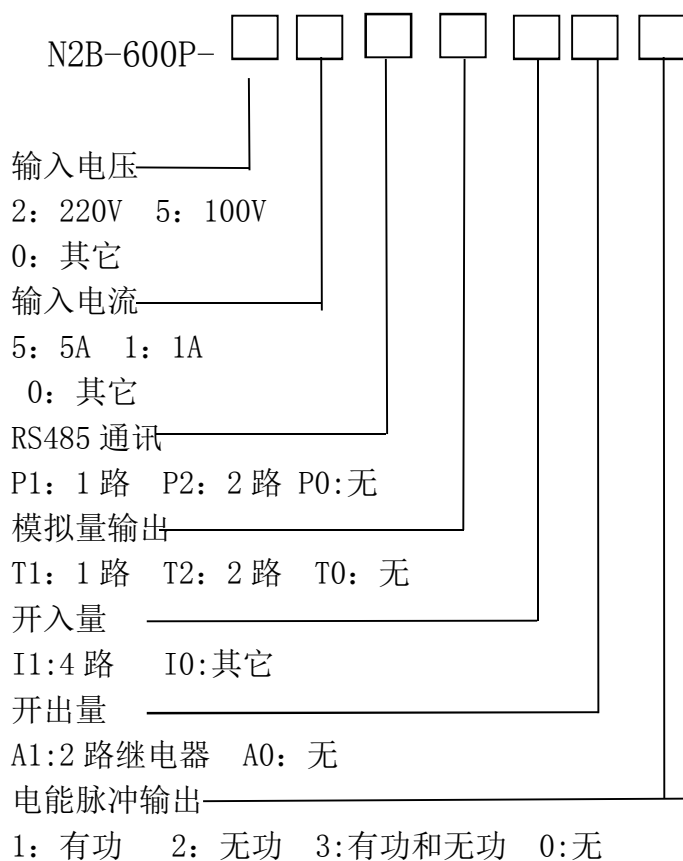 N2B-600P-
输入电压
2：220V 5：100V
0：其它
输入电流
5：5A 1：1A
0：其它
RS485 通讯
P1：1 路 P2：2 路 P0:无
模拟量输出
T1：1 路 T2：2 路 T0：无
开入量
I1:4 路 I0:其它
开出量
A1:2 路继电器 A0：无
电能脉冲输出
1：有功 2：无功 3:有功和无功 0:无